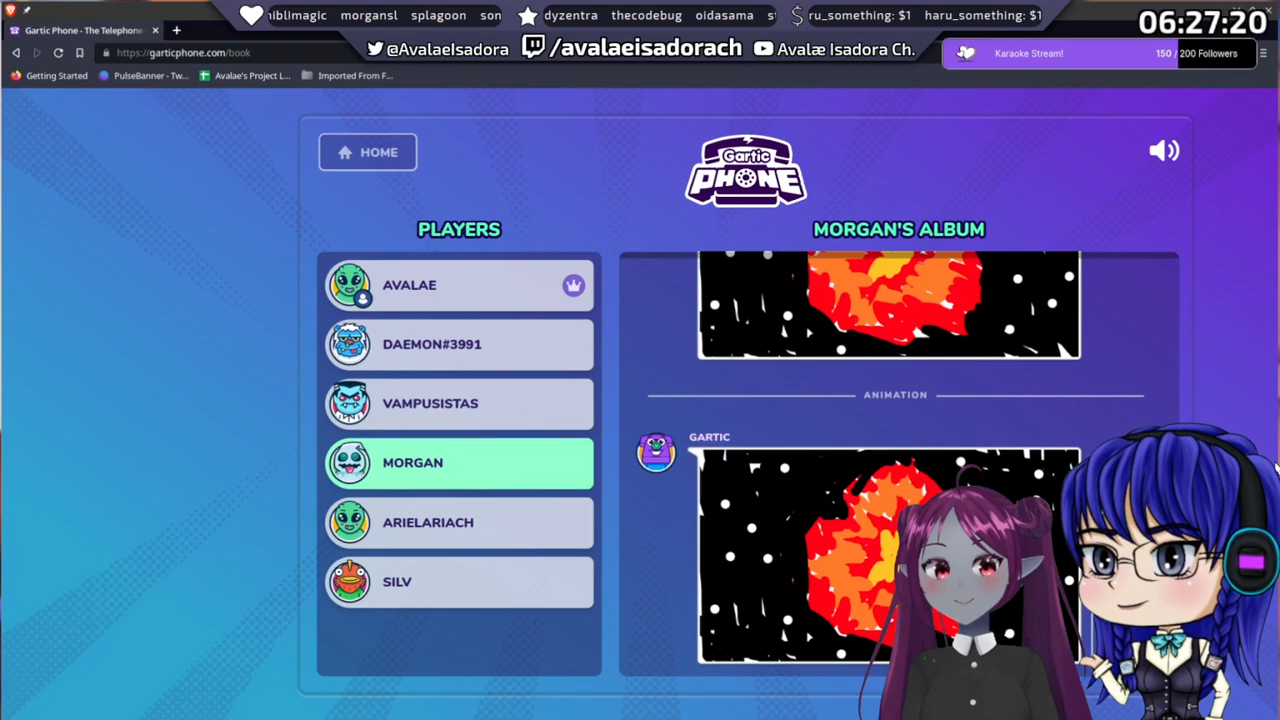 Gartic Phone - The Telephone
niblimagic morgansl splagoon son
dyzentra thecodebug oidasama
ru_something: $1 haru_something: $1
06:27:20
https://garticphone.com/book
@AvalaeIsadora /avalaeisadorach Avalæ Isadora Ch.
Karaoke Stream! 150 / 200 Followers
Getting Started PulseBanner - Tw... Avalae's Project L... Imported From F...
HOME
Gartic
PHONE
PLAYERS
MORGAN'S ALBUM
AVALAE
DAEMON#3991
VAMPUSISTAS
MORGAN
ARIELARIACH
SILV
ANIMATION
GARTIC